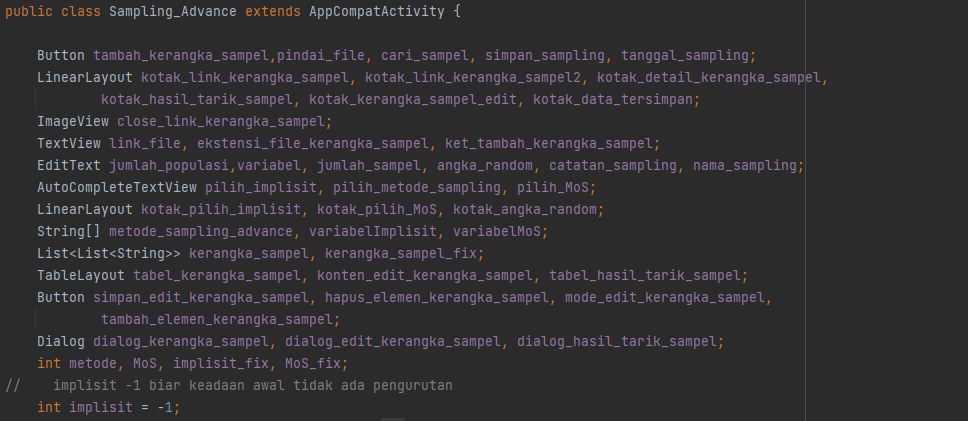 public class Sampling_Advance extends AppCompatActivity {
Button tambah_kerangka_sampel,pindai_file, cari_sampel, simpan_sampling, tanggal_sampling;
LinearLayout kotak_link_kerangka_sampel, kotak_link_kerangka_sampel2, kotak_detail_kerangka_sampel,
kotak_hasil_tarik_sampel, kotak_kerangka_sampel_edit, kotak_data_tersimpan;
ImageView close_link_kerangka_sampel;
TextView link_file, ekstensi_file_kerangka_sampel, ket_tambah_kerangka_sampel;
EditText jumlah_populasi,variabel, jumlah_sampel, angka_random, catatan_sampling, nama_sampling;
AutoCompleteTextView pilih_implisit, pilih_metode_sampling, pilih_MoS;
LinearLayout kotak_pilih_implisit, kotak_pilih_MoS, kotak_angka_random;
String[] metode_sampling_advance, variabelImplisit, variabelMoS;
List<List<String>> kerangka_sampel, kerangka_sampel_fix;
TableLayout tabel_kerangka_sampel, konten_edit_kerangka_sampel, tabel_hasil_tarik_sampel;
Button simpan_edit_kerangka_sampel, hapus_elemen_kerangka_sampel, mode_edit_kerangka_sampel,
tambah_elemen_kerangka_sampel;
Dialog dialog_kerangka_sampel, dialog_edit_kerangka_sampel, dialog_hasil_tarik_sampel;
int metode, MoS, implisit_fix, MoS_fix;
// implisit -1 biar keadaan awal tidak ada pengurutan
int implisit = -1;